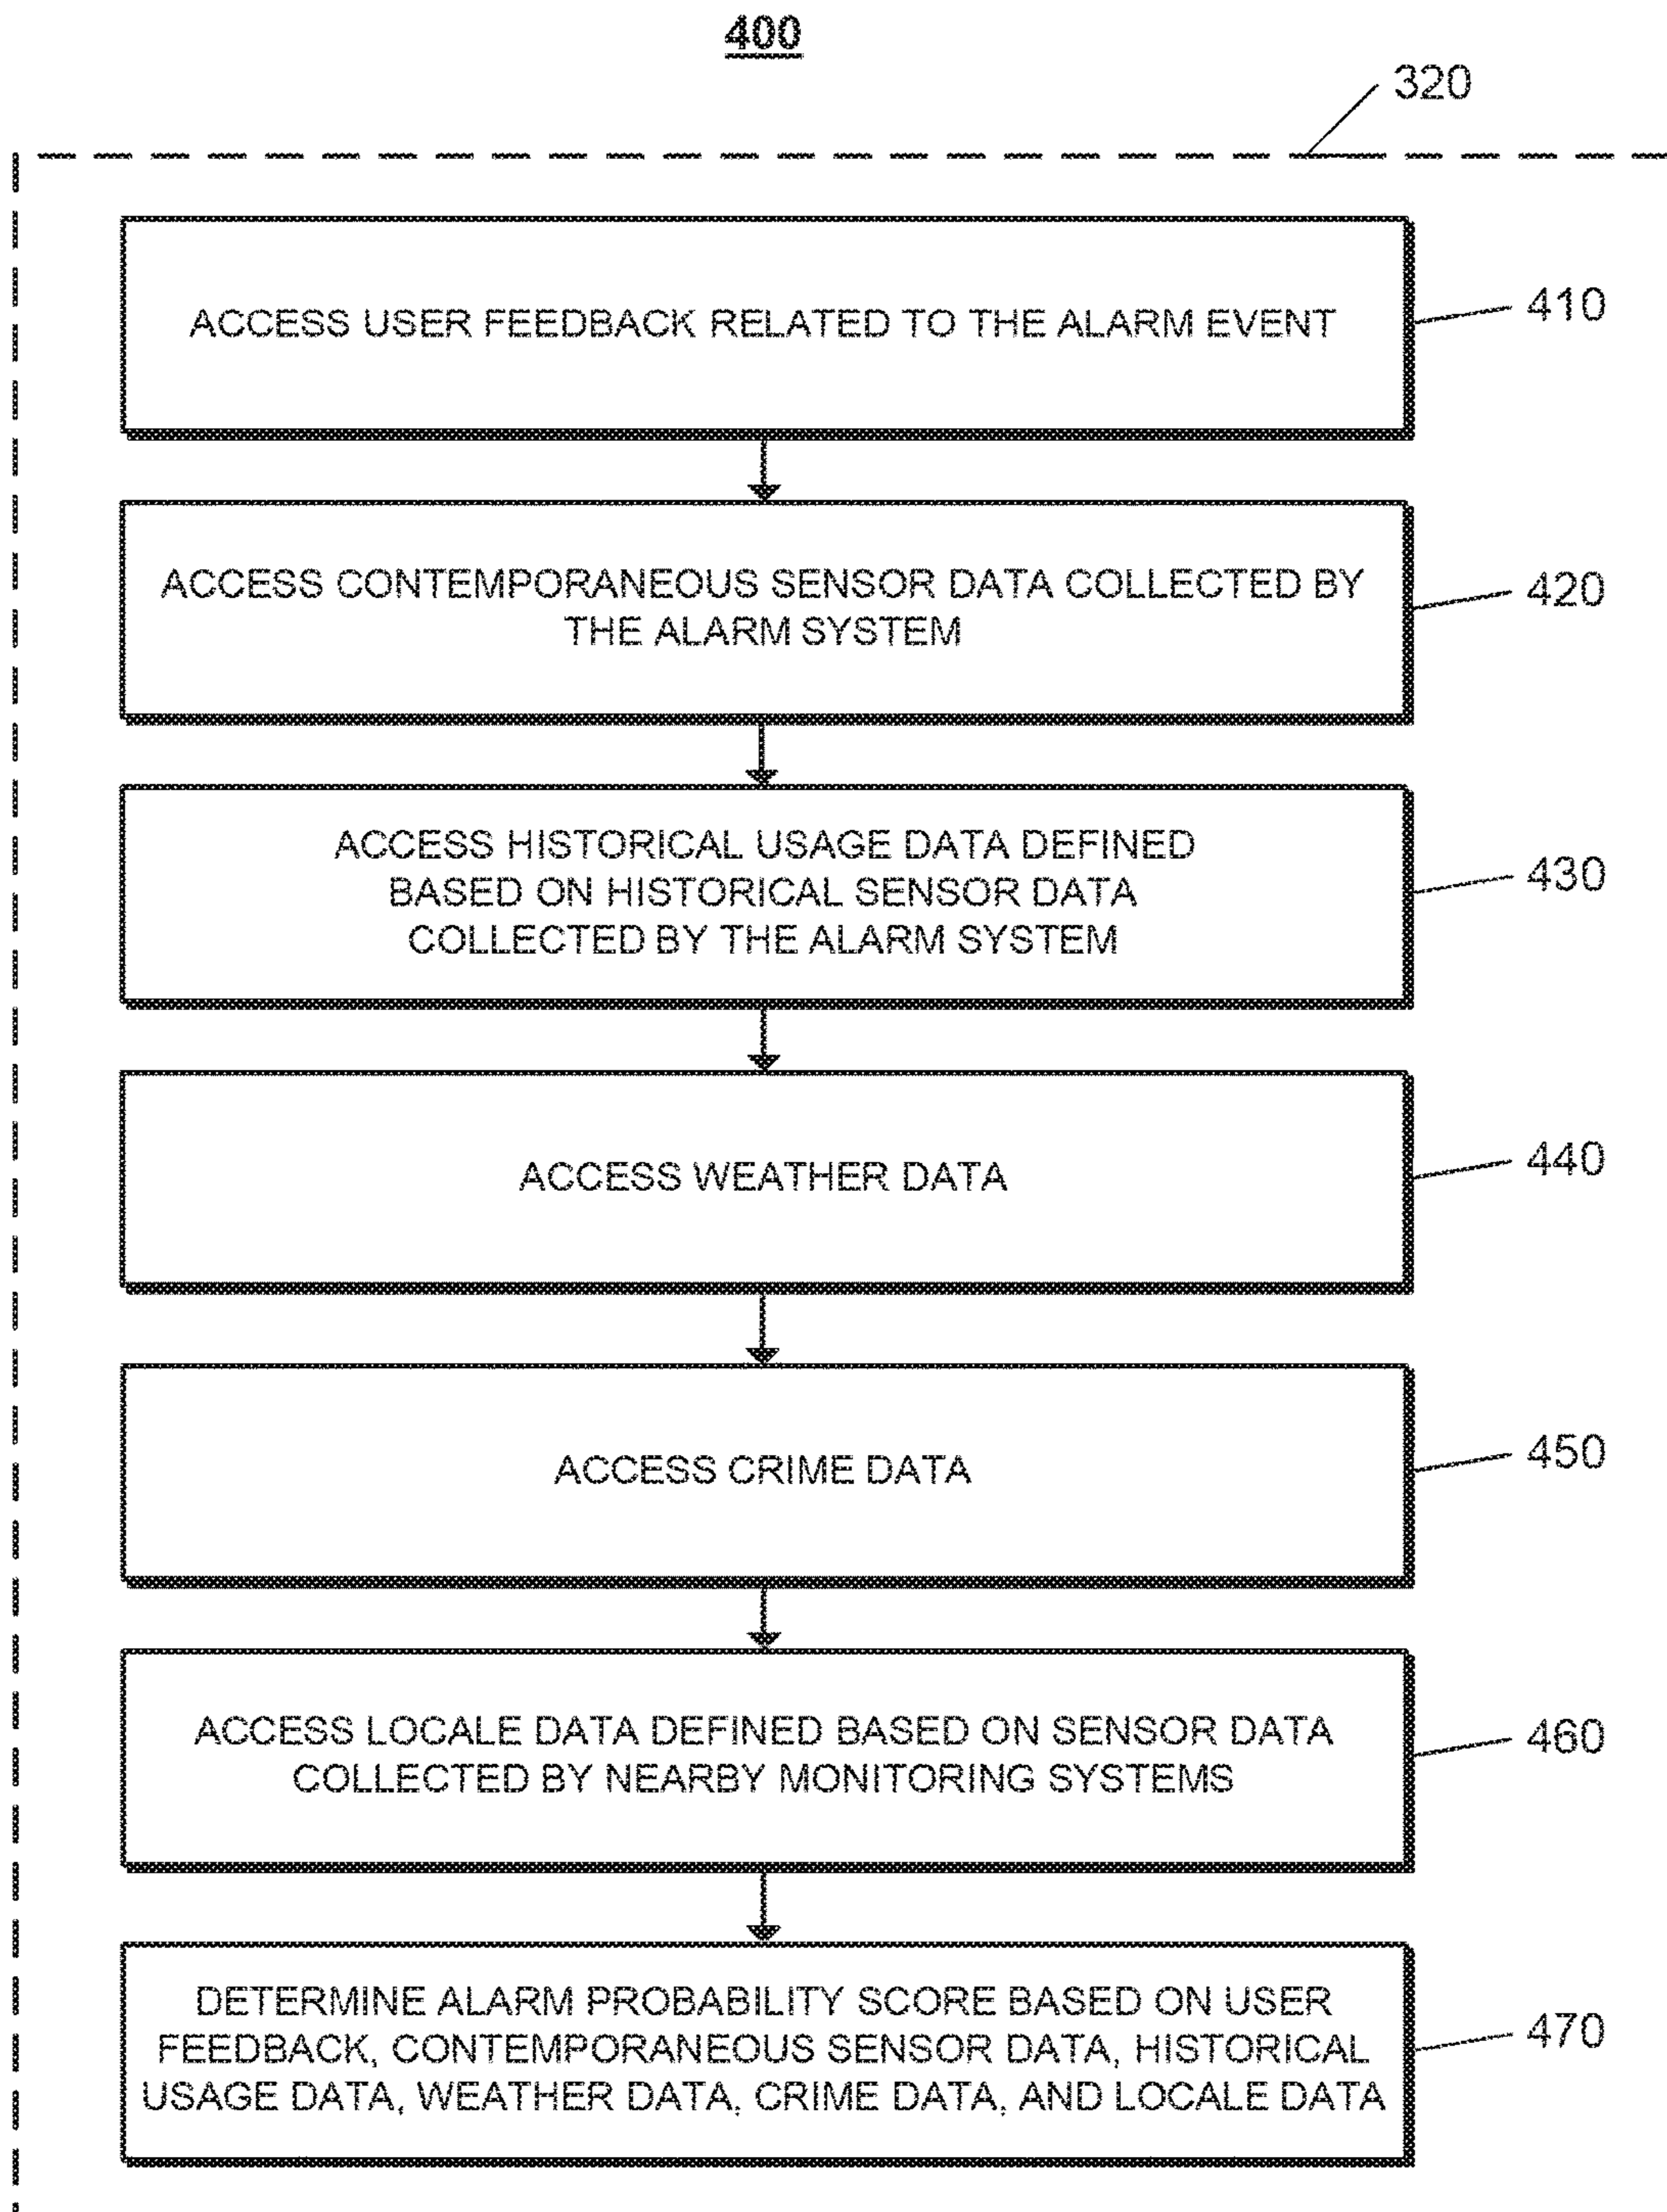 400
320
ACCESS USER FEEDBACK RELATED TO THE ALARM EVENT
410
ACCESS CONTEMPORANEOUS SENSOR DATA COLLECTED BY
THE ALARM SYSTEM
420
ACCESS HISTORICAL USAGE DATA DEFINED
BASED ON HISTORICAL SENSOR DATA
COLLECTED BY THE ALARM SYSTEM
430
ACCESS WEATHER DATA
440
ACCESS CRIME DATA
450
ACCESS LOCALE DATA DEFINED BASED ON SENSOR DATA
COLLECTED BY NEARBY MONITORING SYSTEMS
460
DETERMINE ALARM PROBABILITY SCORE BASED ON USER
FEEDBACK, CONTEMPORANEOUS SENSOR DATA, HISTORICAL
USAGE DATA, WEATHER DATA, CRIME DATA, AND LOCALE DATA
470